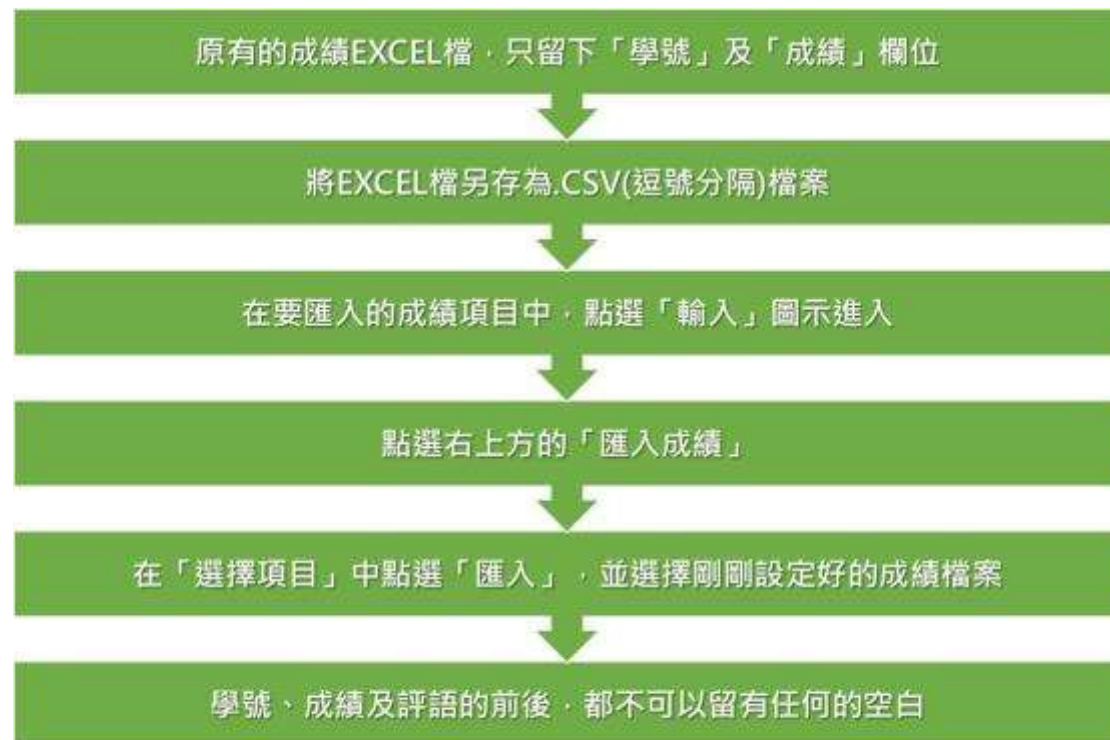 原有的成績EXCEL檔，只留下「學號」及「成績」欄位
將EXCEL檔另存為.CSV(逗號分隔)檔案
在要匯入的成績項目中，點選「輸入」圖示進入
點選右上方的「匯入成績」
在「選擇項目」中點選「匯入」，並選擇剛剛設定好的成績檔案
學號、成績及評語的前後，都不可以留有任何的空白